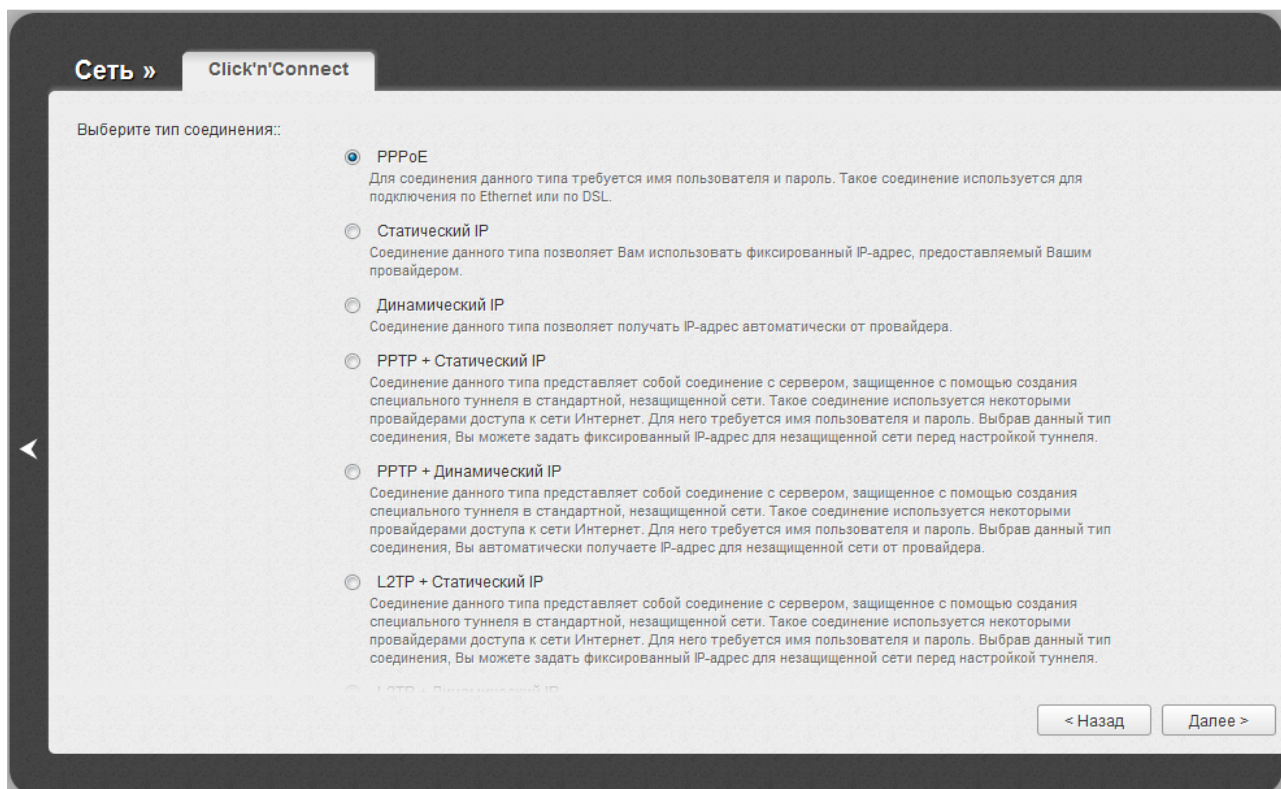 Сеть »
Click'n'Connect
Выберите тип соединения::
PPPoE
Для соединения данного типа требуется имя пользователя и пароль. Такое соединение используется для
подключения по Ethernet или по DSL.
Статический IP
Соединение данного типа позволяет Вам использовать фиксированный IP-адрес, предоставляемый Вашим
провайдером.
Динамический IP
Соединение данного типа позволяет получать IP-адрес автоматически от провайдера.
PPTP + Статический IP
Соединение данного типа представляет собой соединение с сервером, защищенное с помощью создания
специального туннеля в стандартной, незащищенной сети. Такое соединение используется некоторыми
провайдерами доступа к сети Интернет. Для него требуется имя пользователя и пароль. Выбрав данный тип
соединения, Вы можете задать фиксированный IP-адрес для незащищенной сети перед настройкой туннеля.
PPTP + Динамический IP
Соединение данного типа представляет собой соединение с сервером, защищенное с помощью создания
специального туннеля в стандартной, незащищенной сети. Такое соединение используется некоторыми
провайдерами доступа к сети Интернет. Для него требуется имя пользователя и пароль. Выбрав данный тип
соединения, Вы автоматически получаете IP-адрес для незащищенной сети от провайдера.
L2TP + Статический IP
Соединение данного типа представляет собой соединение с сервером, защищенное с помощью создания
специального туннеля в стандартной, незащищенной сети. Такое соединение используется некоторыми
провайдерами доступа к сети Интернет. Для него требуется имя пользователя и пароль. Выбрав данный тип
соединения, Вы можете задать фиксированный IP-адрес для незащищенной сети перед настройкой туннеля.
L2TP + Динамический IP
< Назад
Далее >